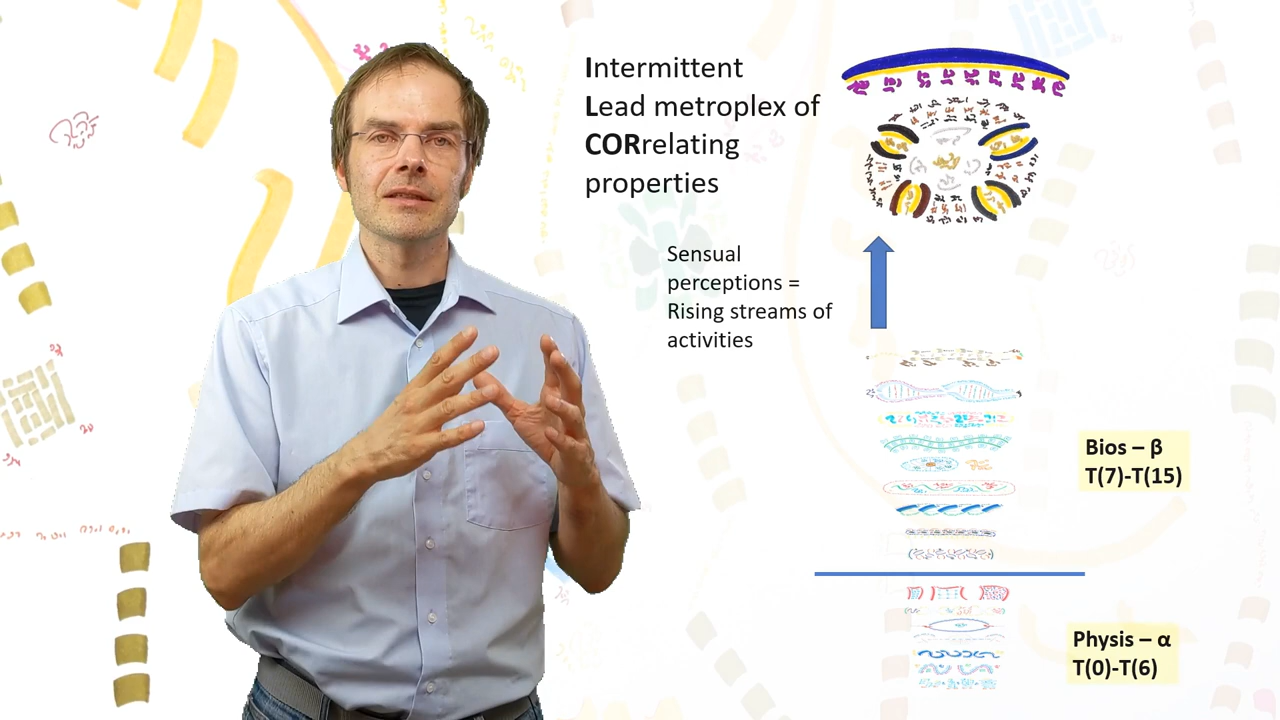 Intermittent
Lead metroplex of
CORrelating
properties
Sensual
perceptions =
Rising streams of
activities
Bios – β
T(7)-T(15)
Physis – α
T(0)-T(6)